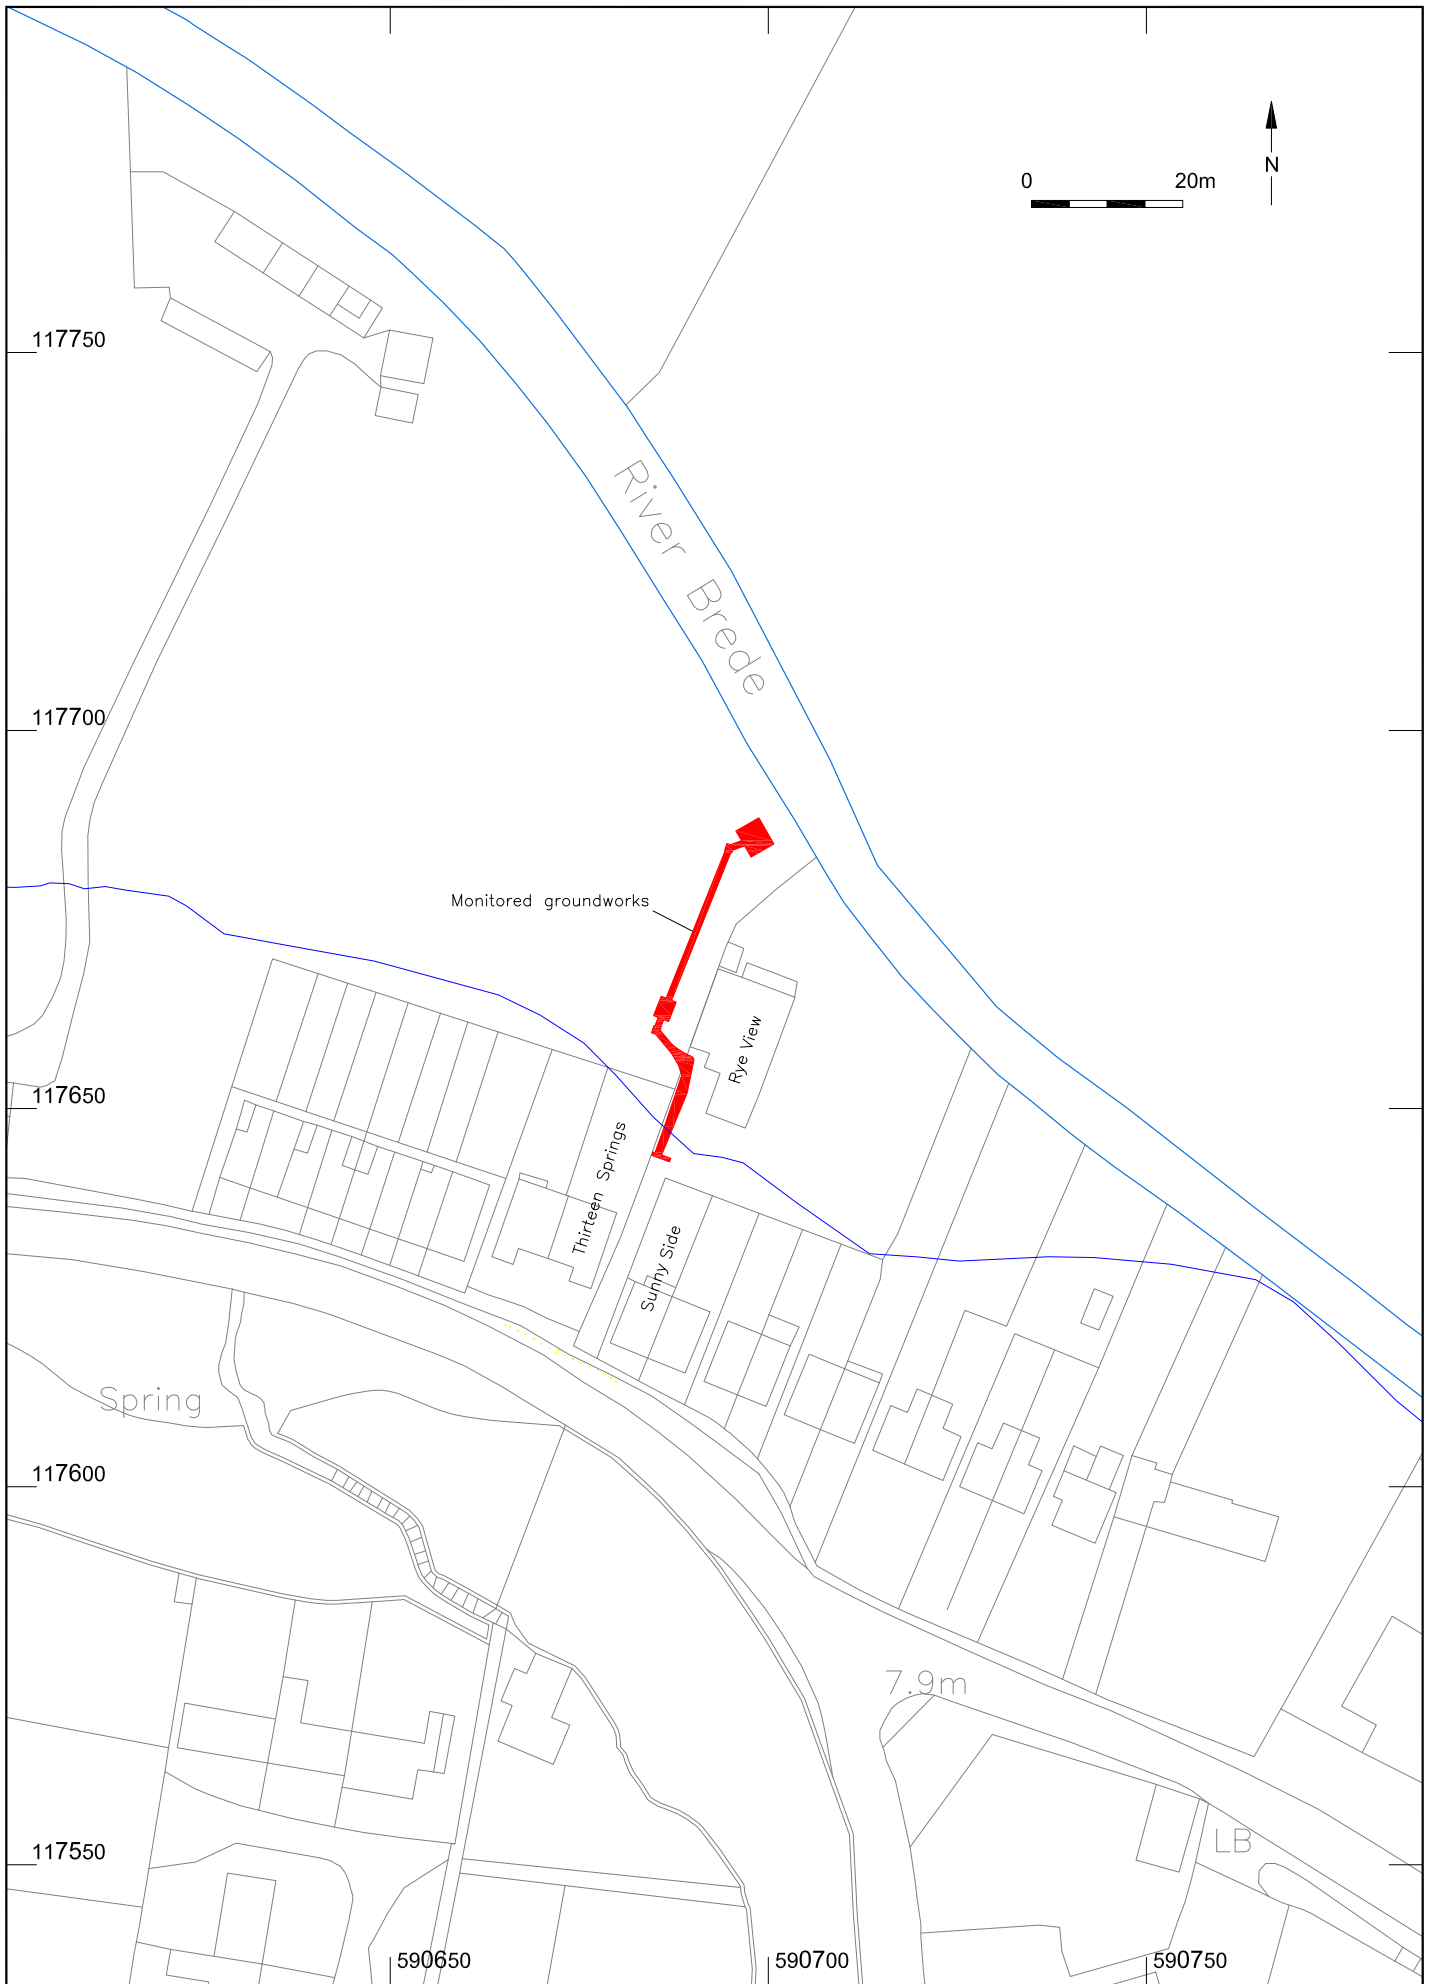 0 20m
N
117750
River Brede
117700
Monitored groundworks
Rye View
117650
Thirteen Springs
Sunny Side
Spring
117600
7.9m
LB
117550
590650 590700 590750